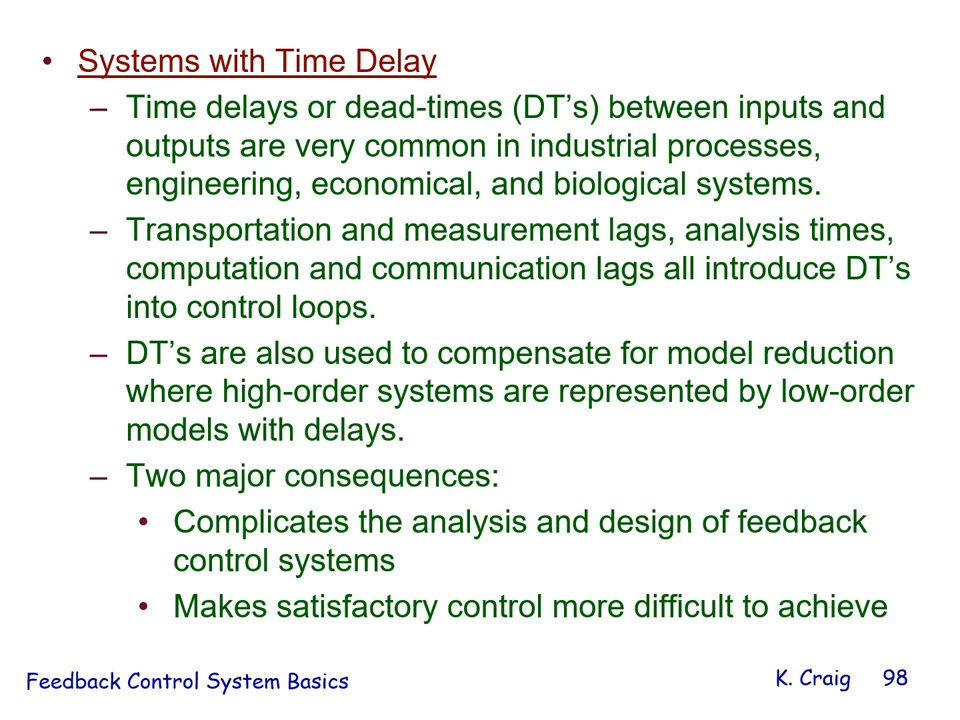 • Systems with Time Delay
– Time delays or dead-times (DT’s) between inputs and
outputs are very common in industrial processes,
engineering, economical, and biological systems.
– Transportation and measurement lags, analysis times,
computation and communication lags all introduce DT’s
into control loops.
– DT’s are also used to compensate for model reduction
where high-order systems are represented by low-order
models with delays.
– Two major consequences:
• Complicates the analysis and design of feedback
control systems
• Makes satisfactory control more difficult to achieve
Feedback Control System Basics
K. Craig 98